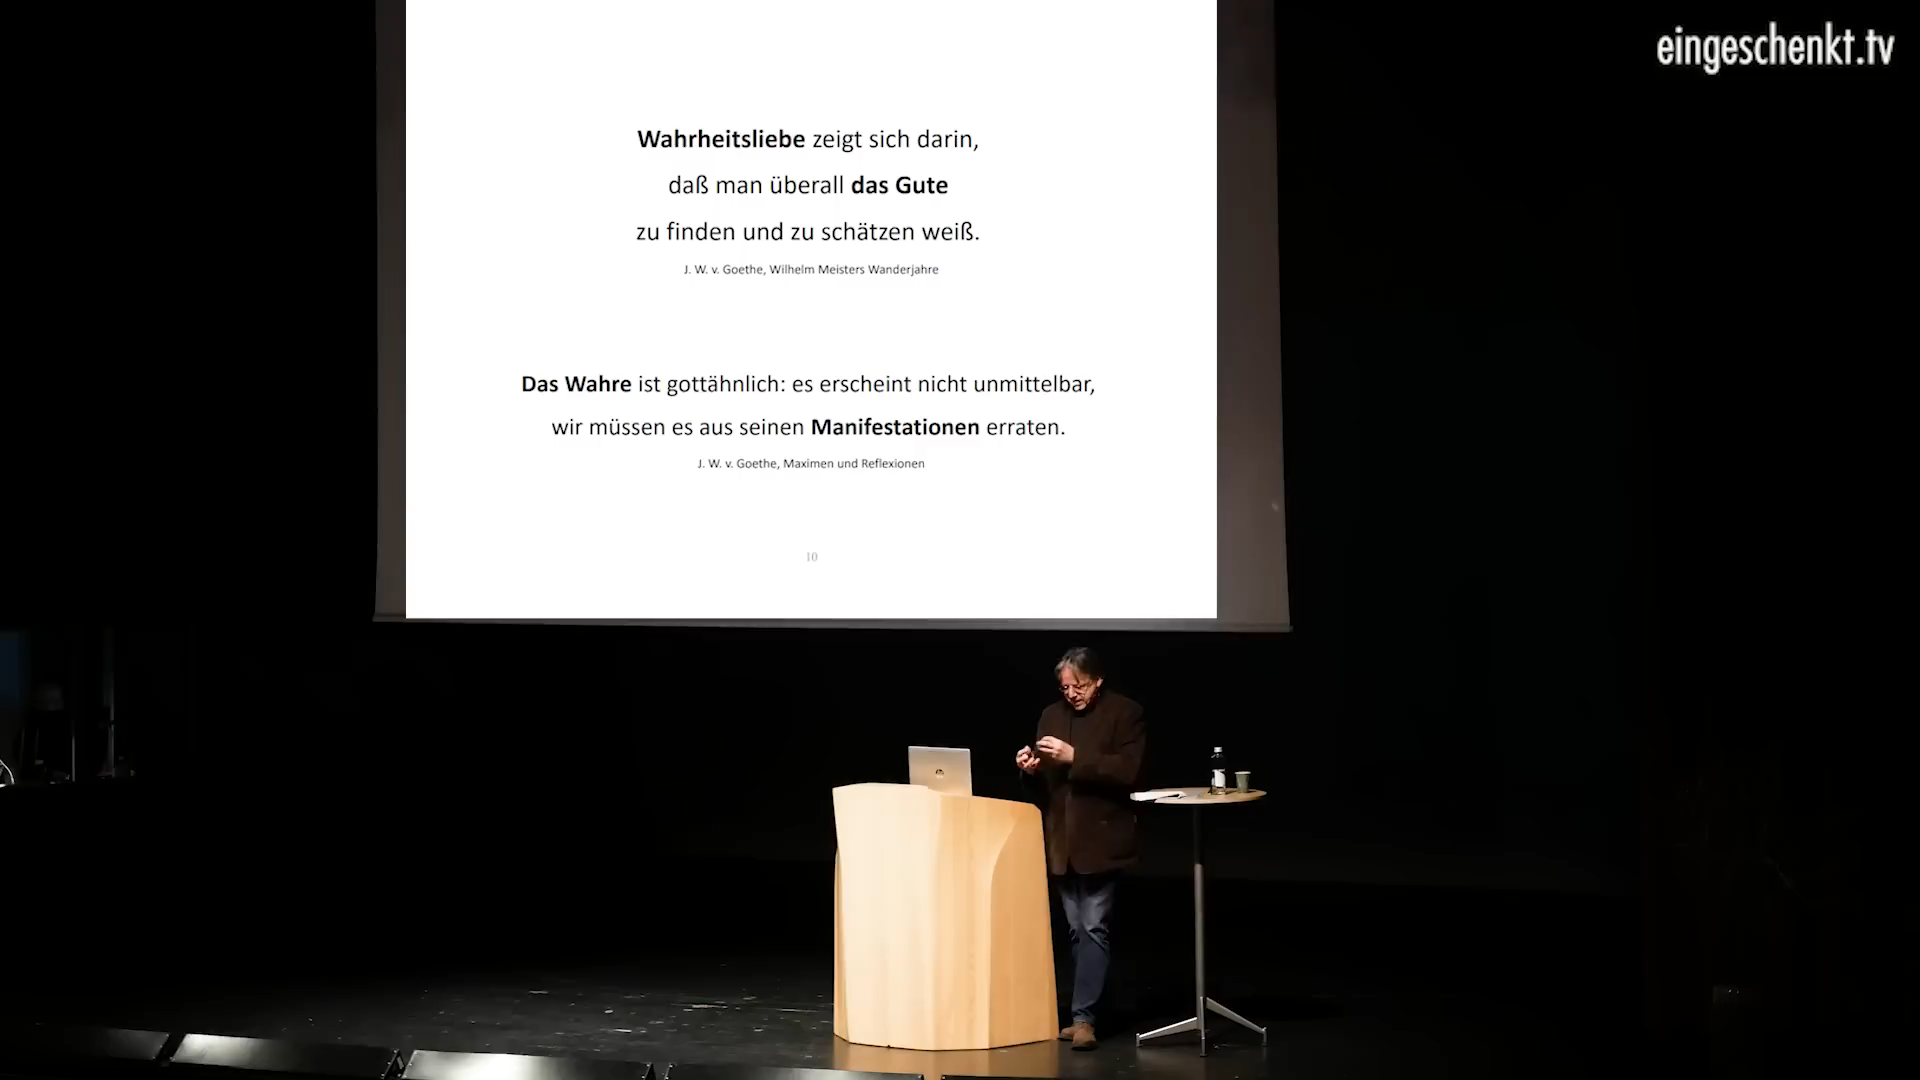 eingeschenkt.tv
Wahrheitsliebe zeigt sich darin,
daß man überall das Gute
zu finden und zu schätzen weiß.
J. W. v. Goethe, Wilhelm Meisters Wanderjahre
Das Wahre ist gottähnlich: es erscheint nicht unmittelbar,
wir müssen es aus seinen Manifestationen erraten.
J. W. v. Goethe, Maximen und Reflexionen
10
hp